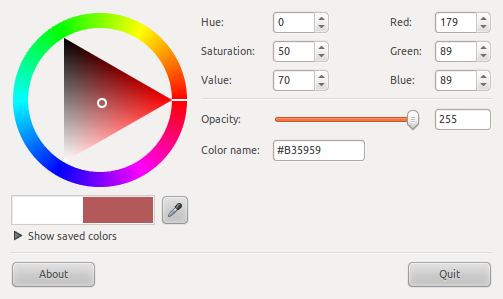 Hue: 0 Red: 179
Saturation: 50 Green: 89
Value: 70 Blue: 89
Opacity: 255
Color name: #B35959
Show saved colors
About Quit